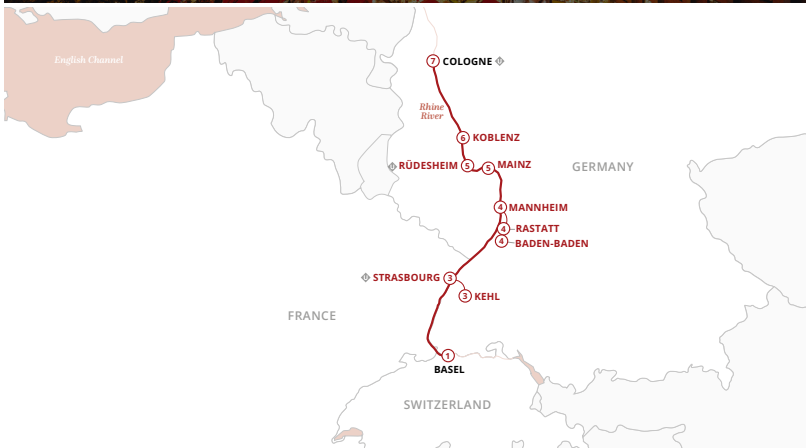 English Channel
7 COLOGNE
Rhine
River
6 KOBLENZ
RÜDESHEIM 5
5 MAINZ
GERMANY
4 MANNHEIM
4 RASTATT
4 BADEN-BADEN
STRASBOURG 3
3 KEHL
FRANCE
1
BASEL
SWITZERLAND